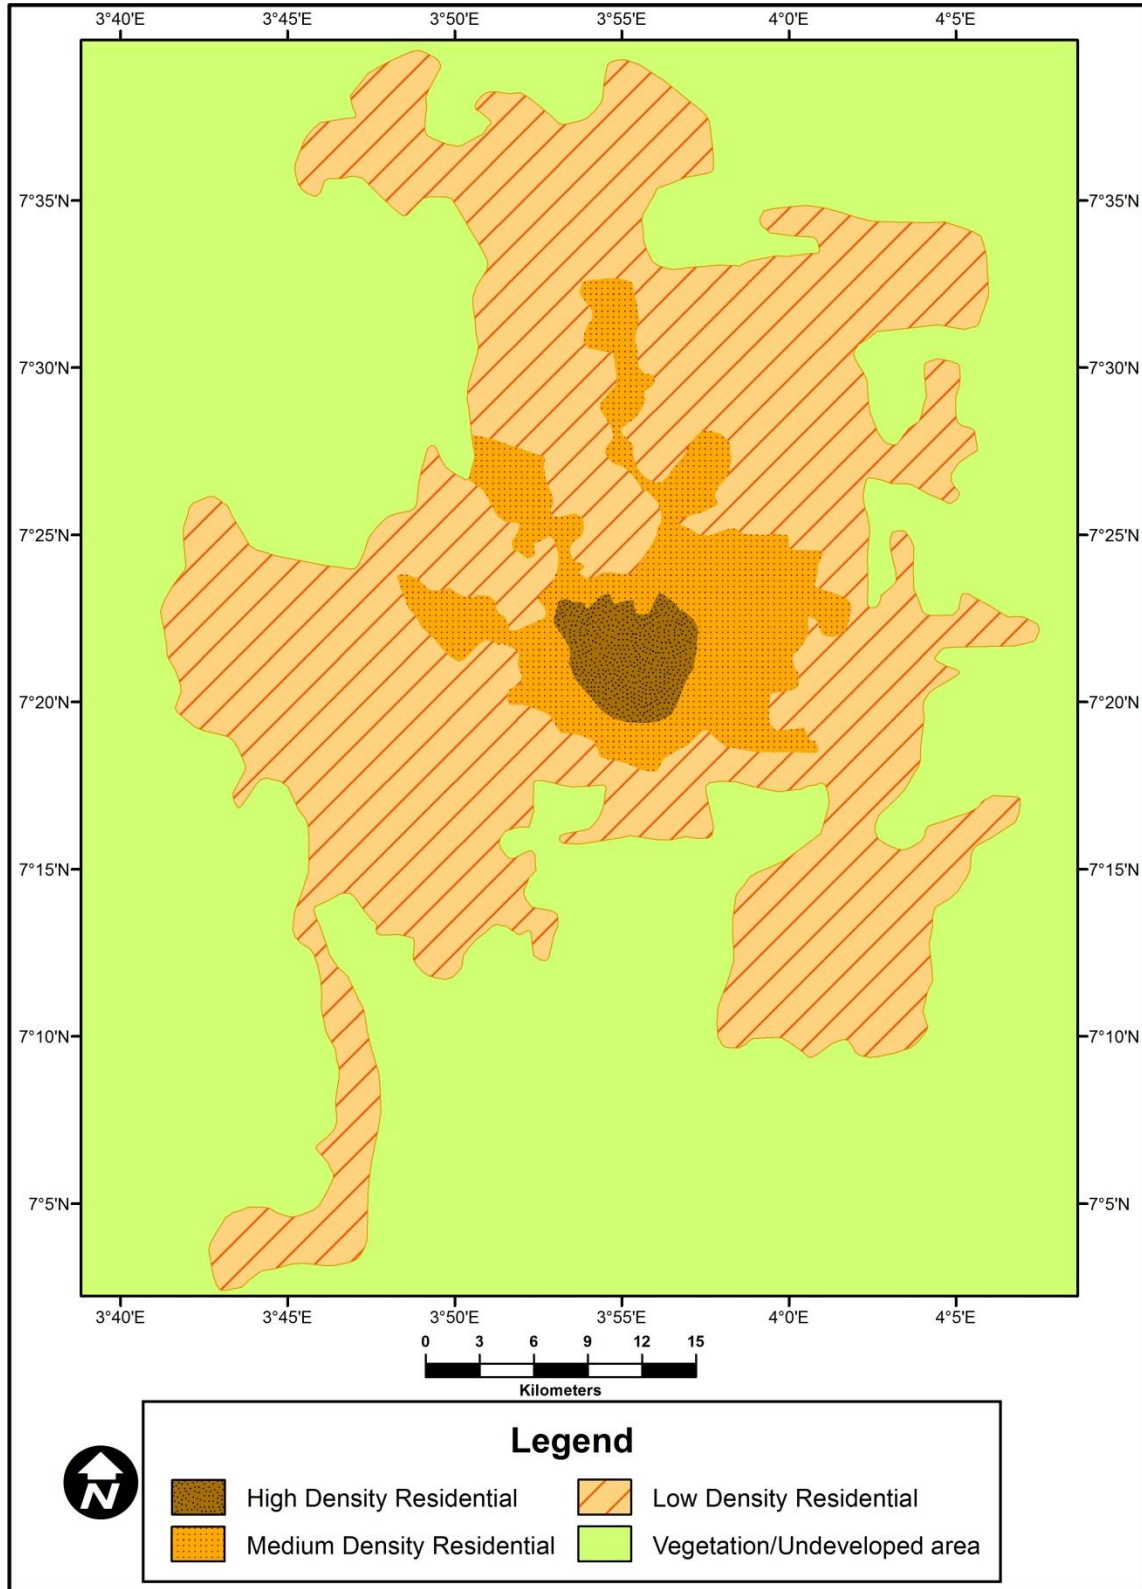 3°40'E 3°45'E 3°50'E 3°55'E 4°0'E 4°5'E
7°35'N 7°35'N
7°30'N 7°30'N
7°25'N 7°25'N
7°20'N 7°20'N
7°15'N 7°15'N
7°10'N 7°10'N
7°5'N 7°5'N
3°40'E 3°45'E 3°50'E 3°55'E 4°0'E 4°5'E
0 3 6 9 12 15
Kilometers
Legend
N
High Density Residential Low Density Residential
Medium Density Residential Vegetation/Undeveloped area